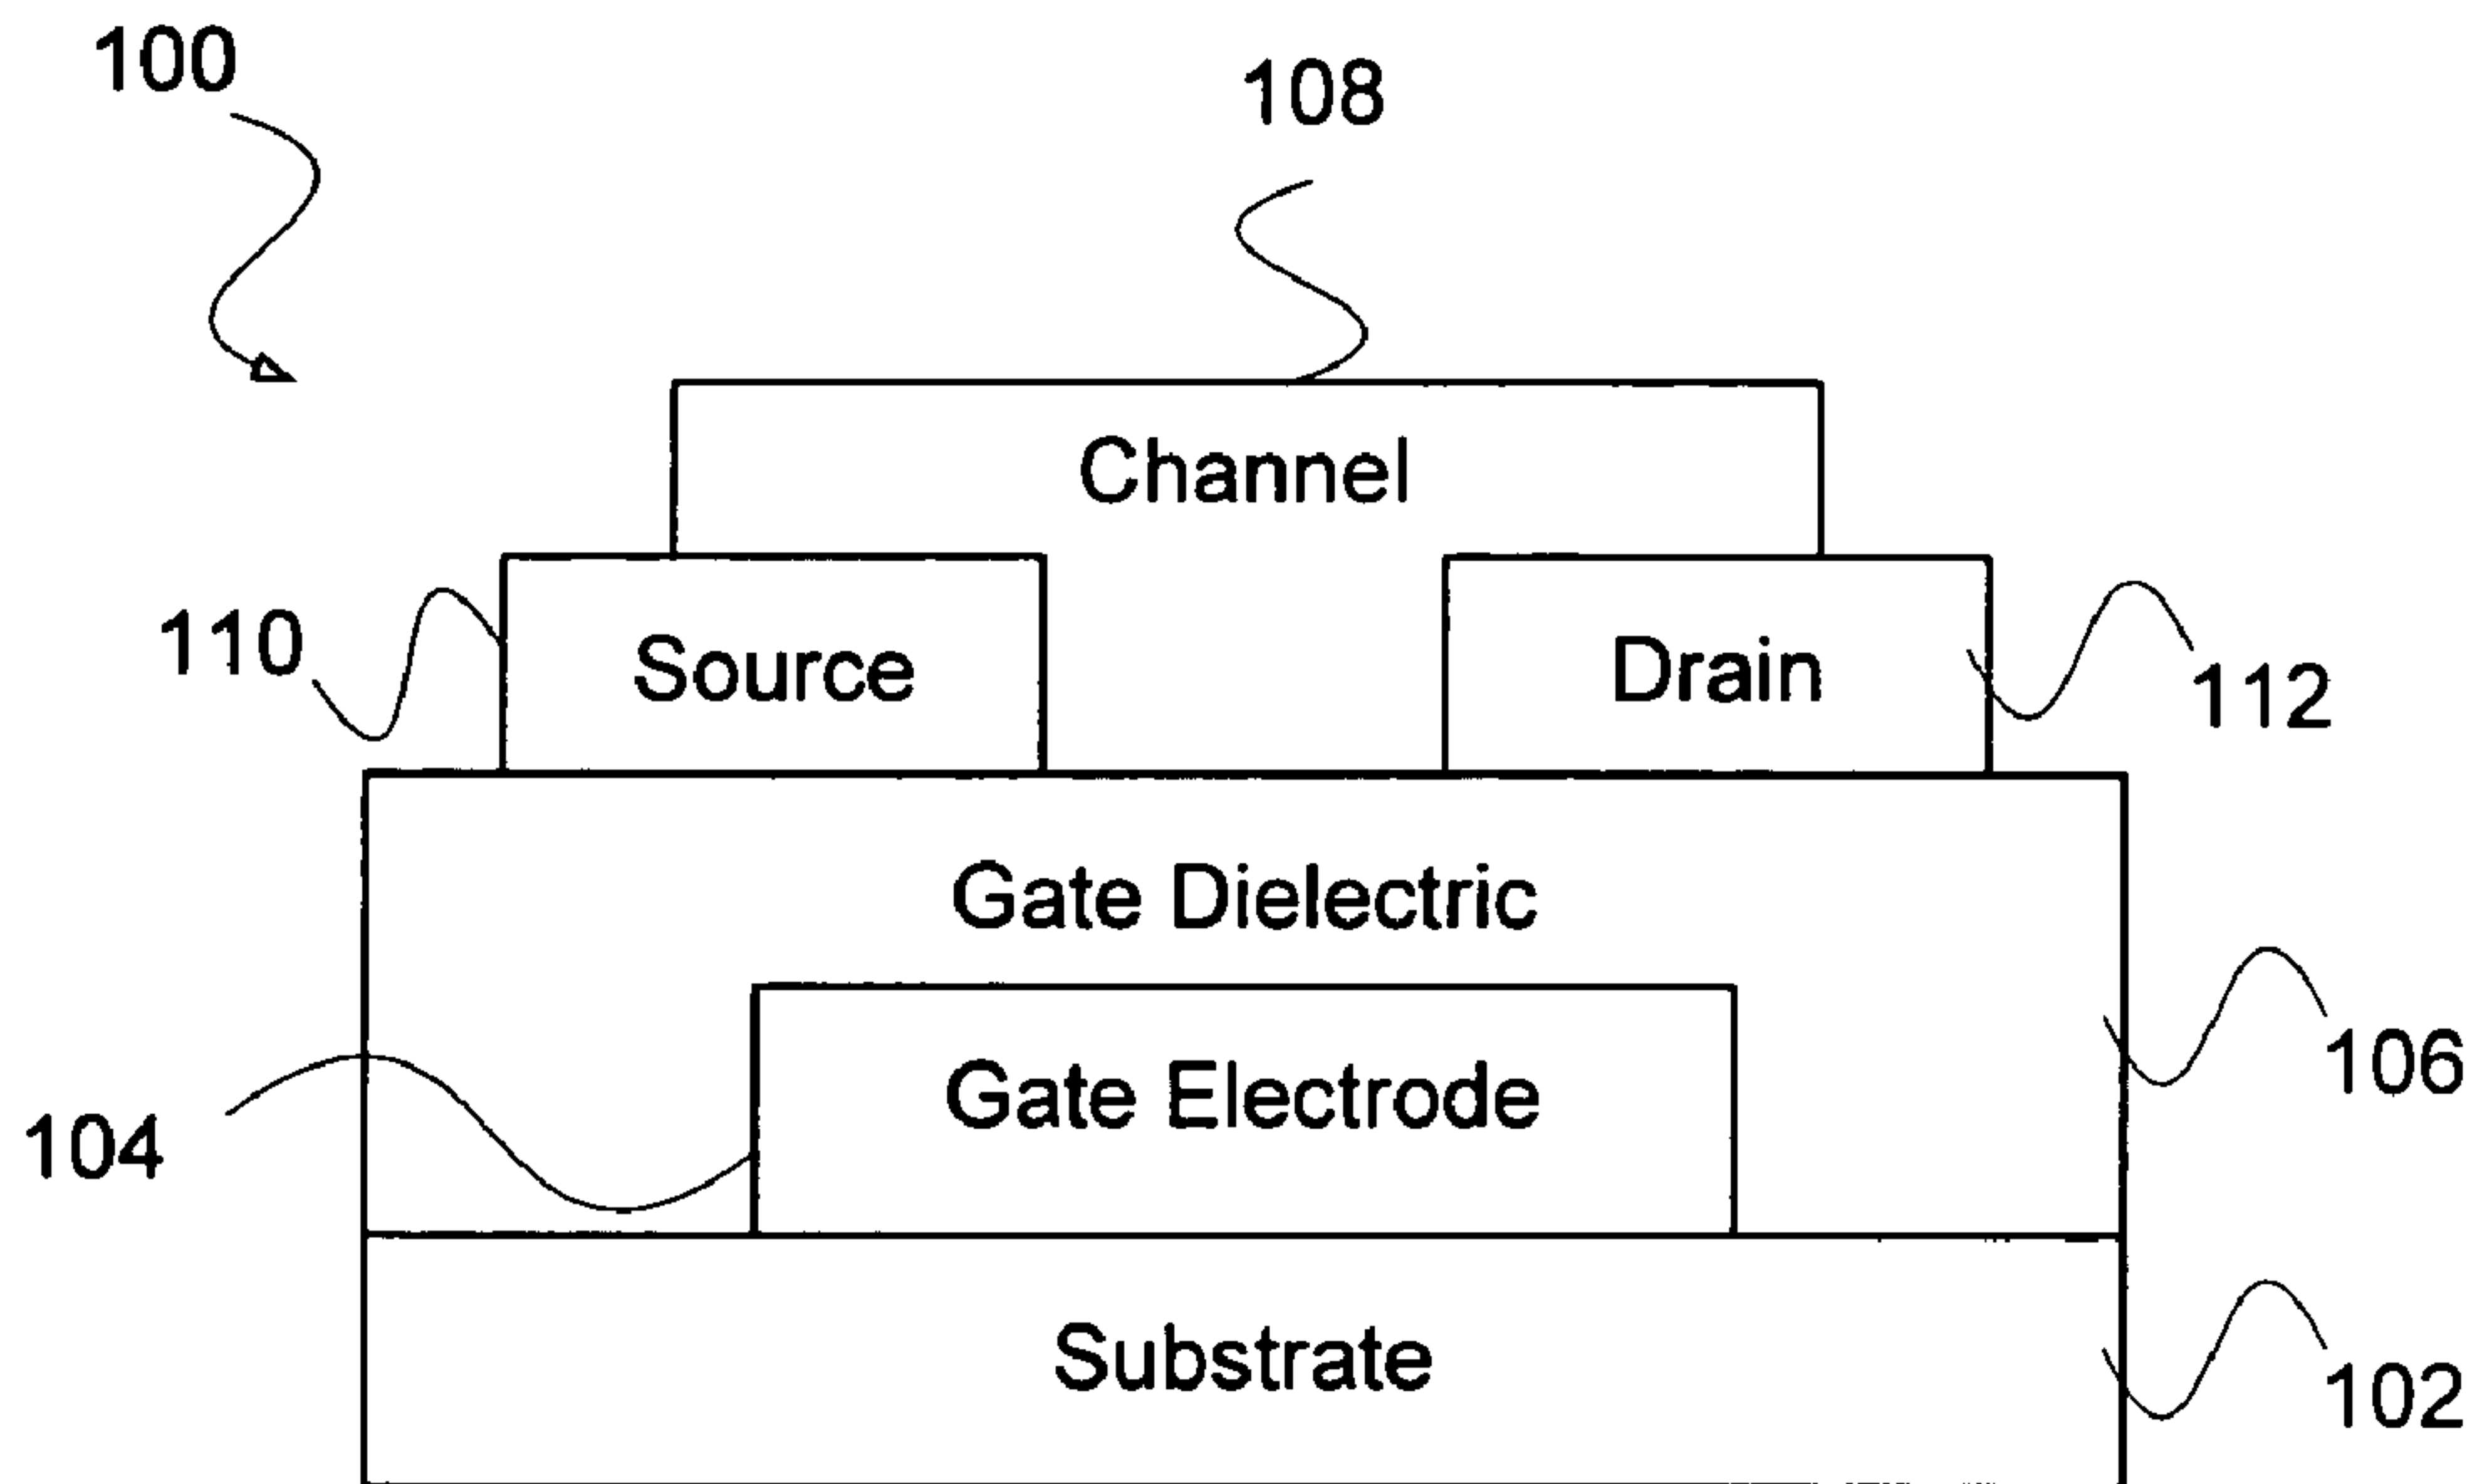 100
108
Channel
110
Source
Drain
112
Gate Dielectric
106
Gate Electrode
104
Substrate
102